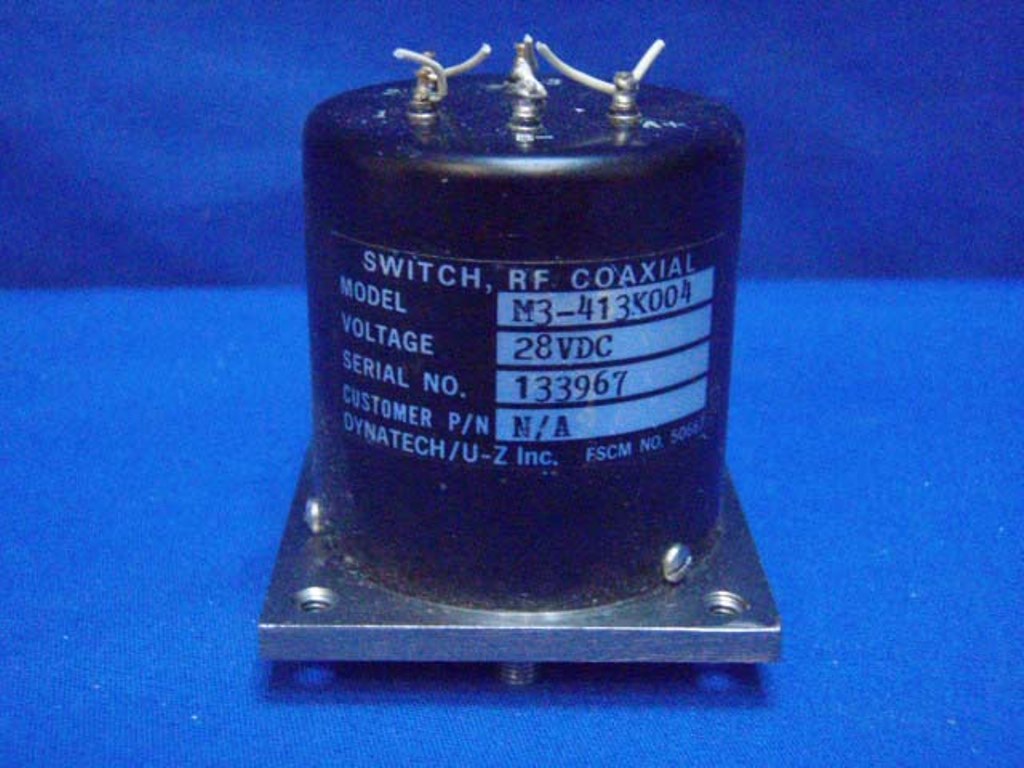 SWITCH, RF COAXIAL
MODEL M3-413K004
VOLTAGE 28VDC
SERIAL NO. 133967
CUSTOMER P/N N/A
DYNATECH/U-Z Inc. FSCM NO.